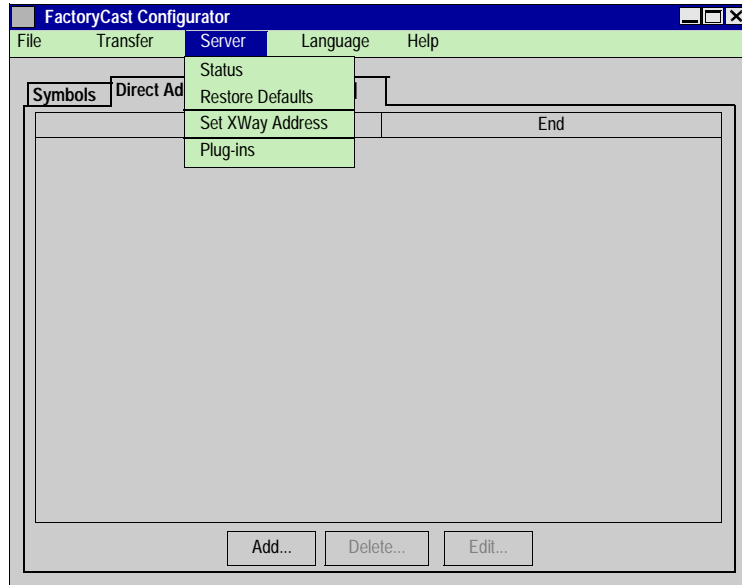 FactoryCast Configurator
File Transfer Server Language Help
Status
Symbols Direct Ad
Restore Defaults
Set XWay Address End
Plug-ins
Add... Delete... Edit...